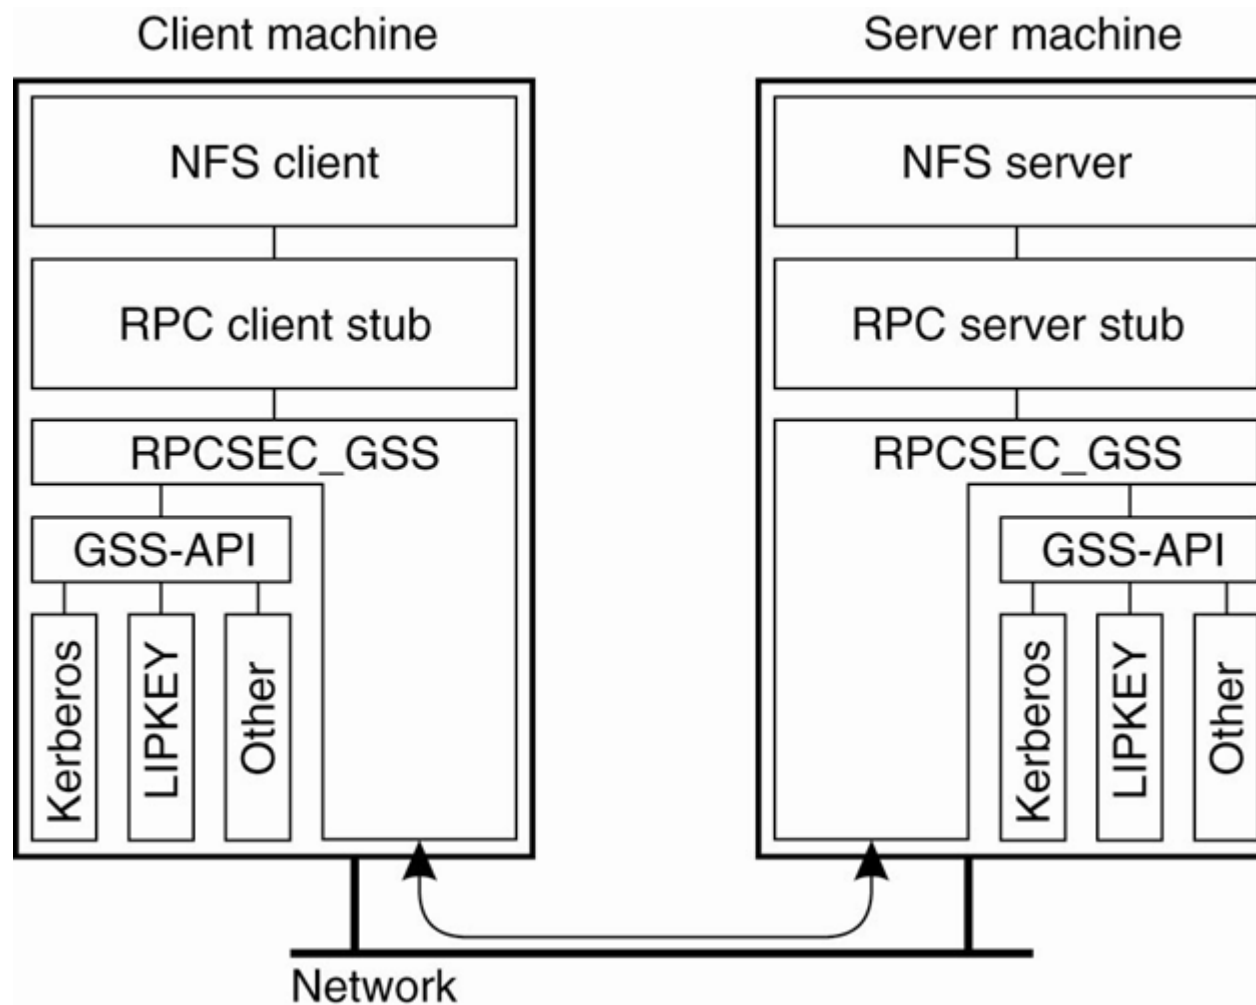 Client machine
Server machine
NFS client
NFS server
RPC client stub
RPC server stub
RPCSEC_GSS
RPCSEC_GSS
GSS-API
GSS-API
Kerberos
LIPKEY
Other
Kerberos
LIPKEY
Other
Network